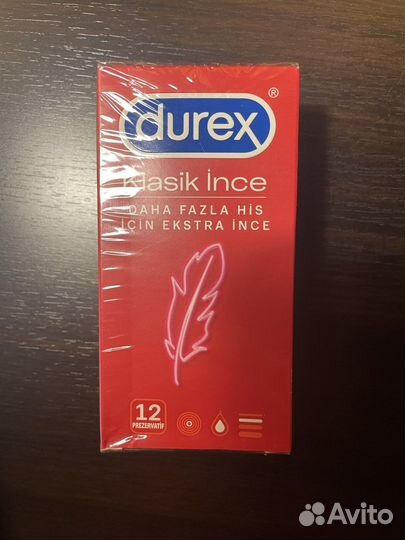 durex®
Klasik İnce
DAHA FAZLA HİS
İÇİN EKSTRA İNCE
12
PREZERVATİF
Avito